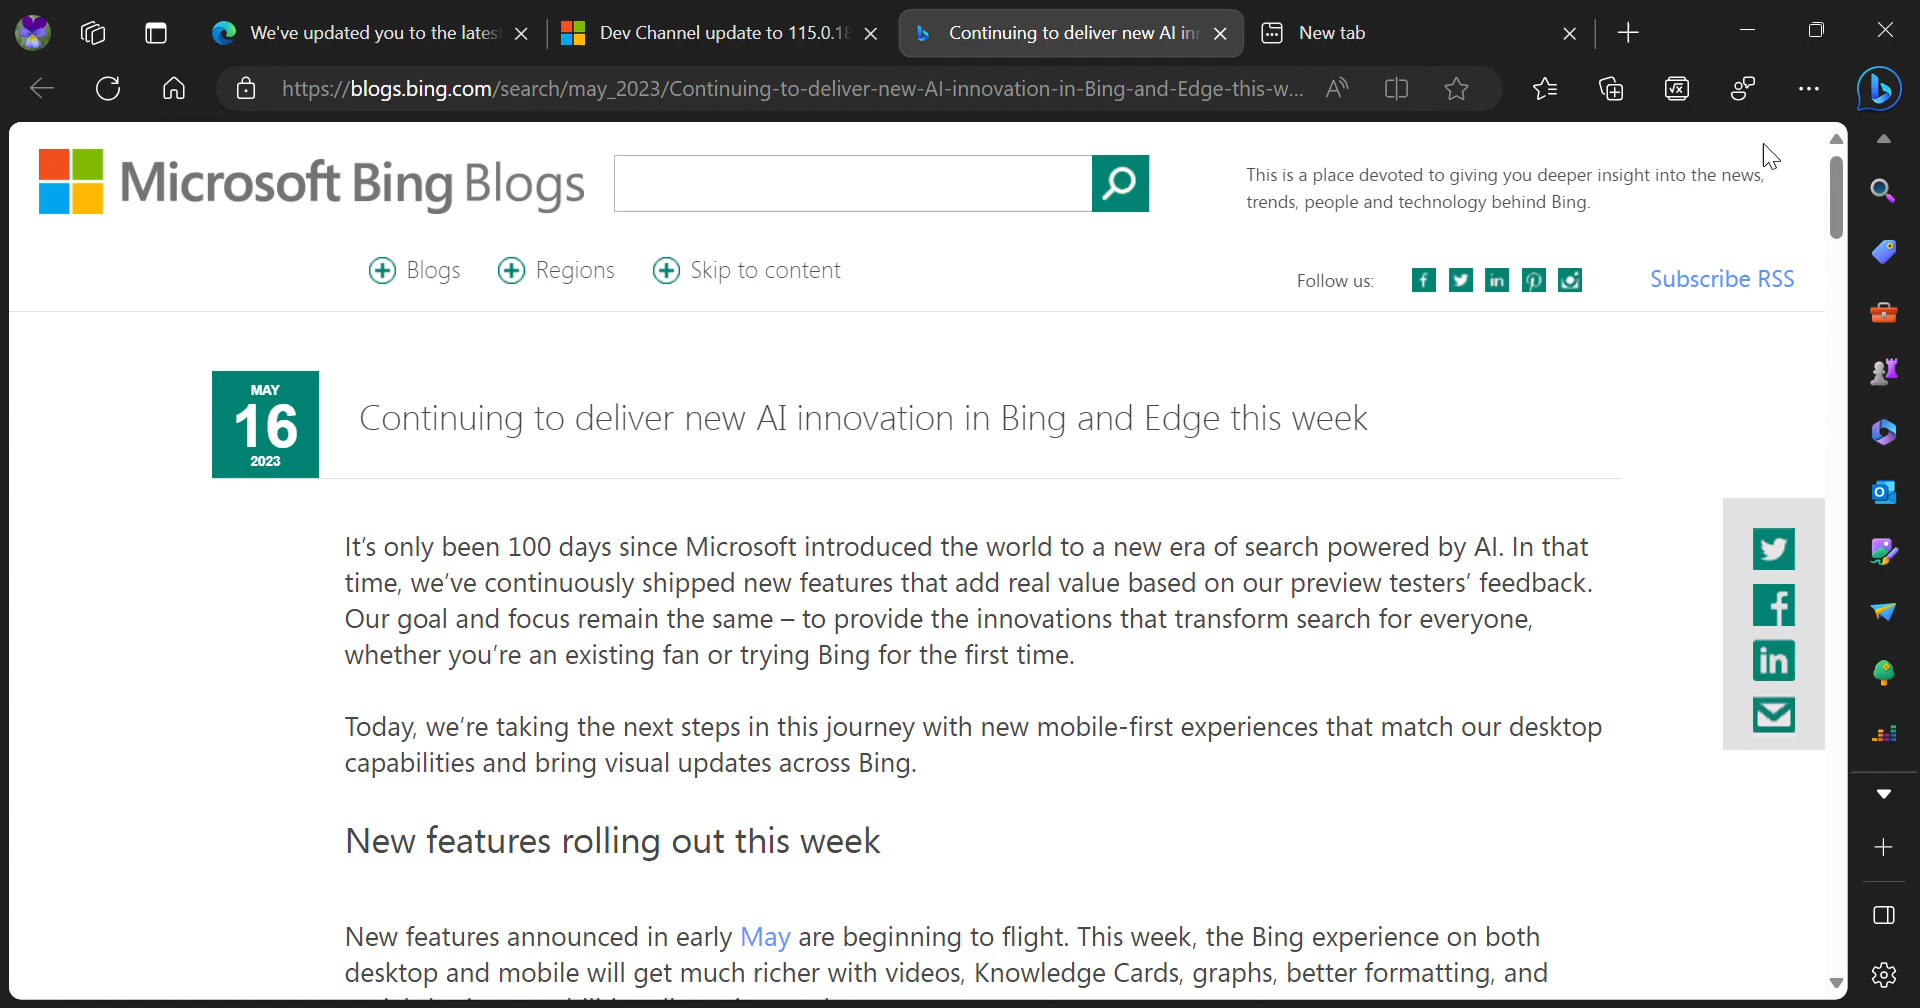 We've updated you to the lates
Dev Channel update to 115.0.18
Continuing to deliver new AI in
New tab
https://blogs.bing.com/search/may_2023/Continuing-to-deliver-new-AI-innovation-in-Bing-and-Edge-this-w...
Microsoft Bing Blogs
This is a place devoted to giving you deeper insight into the news,
trends, people and technology behind Bing.
Blogs
Regions
Skip to content
Follow us:
Subscribe RSS
MAY
16
2023
Continuing to deliver new AI innovation in Bing and Edge this week
It's only been 100 days since Microsoft introduced the world to a new era of search powered by AI. In that
time, we've continuously shipped new features that add real value based on our preview testers' feedback.
Our goal and focus remain the same – to provide the innovations that transform search for everyone,
whether you're an existing fan or trying Bing for the first time.
Today, we're taking the next steps in this journey with new mobile-first experiences that match our desktop
capabilities and bring visual updates across Bing.
New features rolling out this week
New features announced in early May are beginning to flight. This week, the Bing experience on both
desktop and mobile will get much richer with videos, Knowledge Cards, graphs, better formatting, and